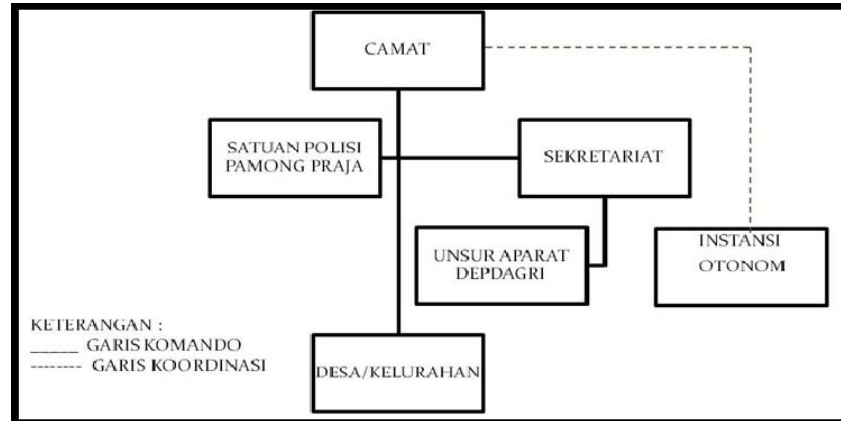 CAMAT
SATUAN POLISI
PAMONG PRAJA
SEKRETARIAT
UNSUR APARAT
DEPDAGRI
INSTANSI
OTONOM
KETERANGAN :
_____ GARIS KOMANDO
-------- GARIS KOORDINASI
DESA/KELURAHAN